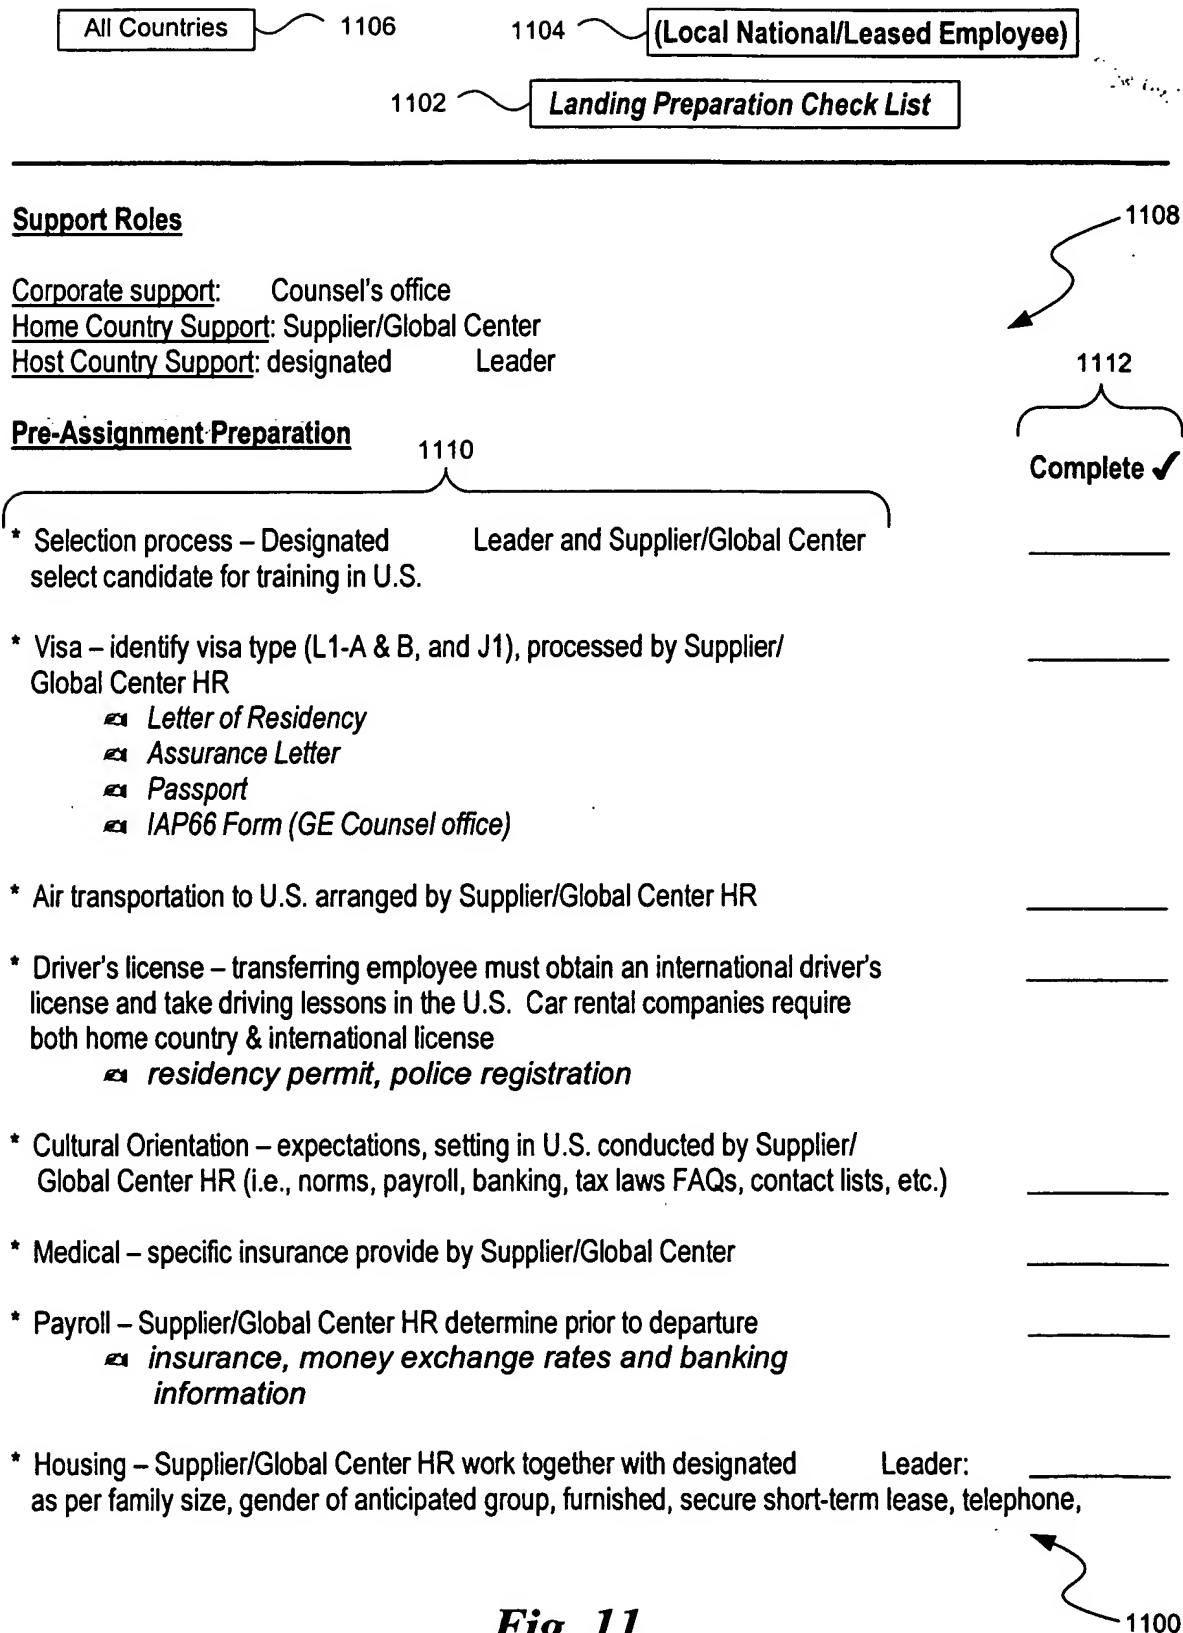 All Countries 1106 1104 (Local National/Leased Employee)
1102 Landing Preparation Check List
Support Roles
1108
Corporate support: Counsel's office
Home Country Support: Supplier/Global Center
Host Country Support: designated Leader
1112
Pre-Assignment Preparation
1110
Complete ✓
* Selection process – Designated Leader and Supplier/Global Center
select candidate for training in U.S.
* Visa – identify visa type (L1-A & B, and J1), processed by Supplier/
Global Center HR
Letter of Residency
Assurance Letter
Passport
IAP66 Form (GE Counsel office)
* Air transportation to U.S. arranged by Supplier/Global Center HR
* Driver's license – transferring employee must obtain an international driver's
license and take driving lessons in the U.S. Car rental companies require
both home country & international license
residency permit, police registration
* Cultural Orientation – expectations, setting in U.S. conducted by Supplier/
Global Center HR (i.e., norms, payroll, banking, tax laws FAQs, contact lists, etc.)
* Medical – specific insurance provide by Supplier/Global Center
* Payroll – Supplier/Global Center HR determine prior to departure
insurance, money exchange rates and banking
information
* Housing – Supplier/Global Center HR work together with designated Leader:
as per family size, gender of anticipated group, furnished, secure short-term lease, telephone,
Fig. 11
1100